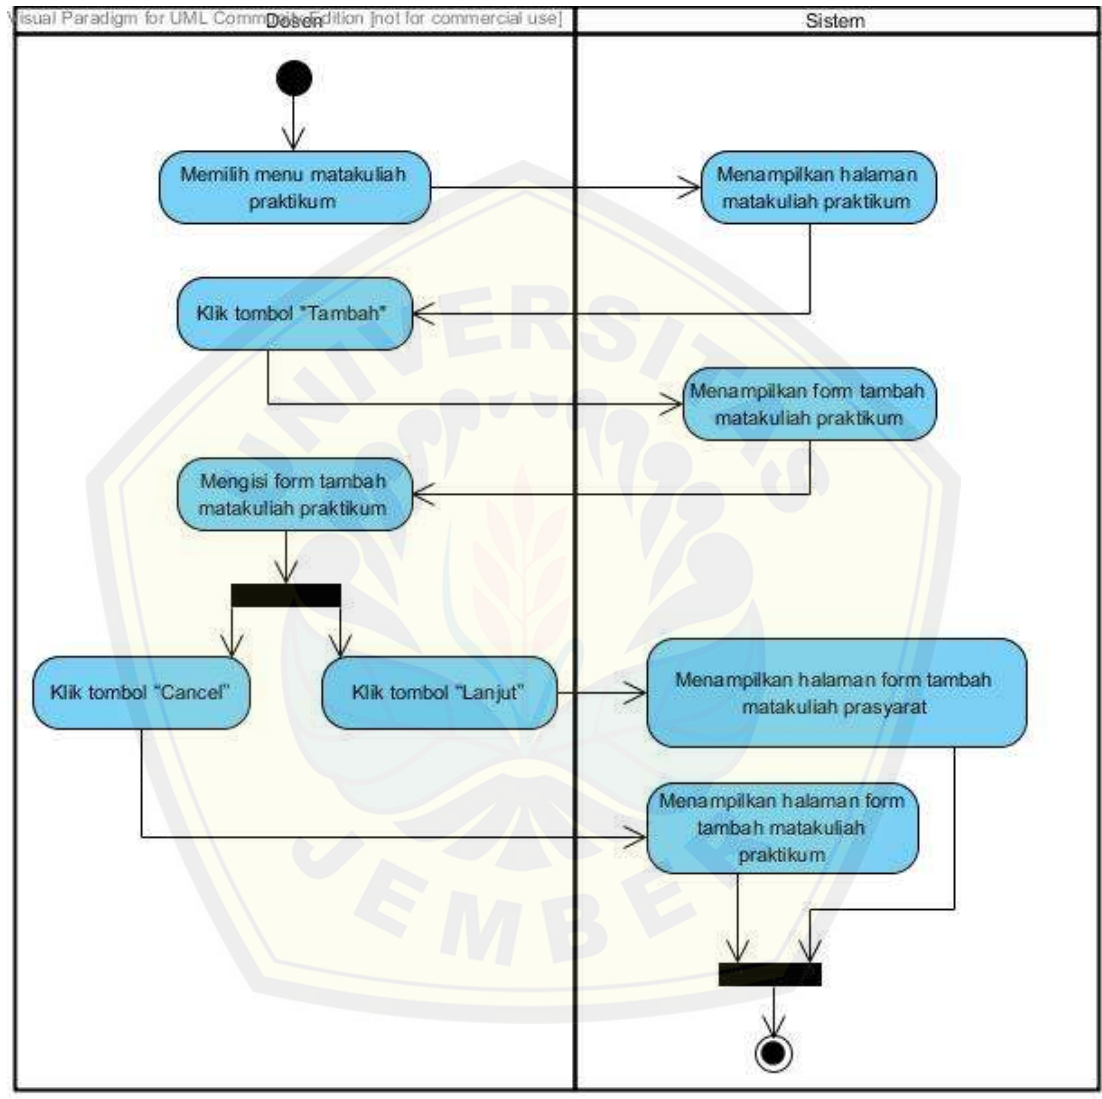 Visual Paradigm for UML Community Edition [not for commercial use]
Dosen
Sistem
Memilih menu matakuliah
praktikum
Menampilkan halaman
matakuliah praktikum
Klik tombol "Tambah"
Menampilkan form tambah
matakuliah praktikum
Mengisi form tambah
matakuliah praktikum
Klik tombol “Cancel”
Klik tombol “Lanjut”
Menampilkan halaman form tambah
matakuliah prasyarat
Menampilkan halaman form
tambah matakuliah
praktikum
UNIVERSITAS
JEMBER